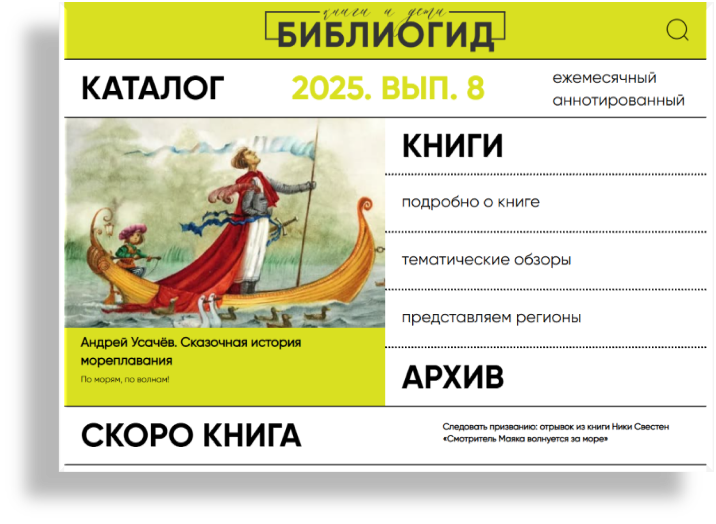 книги и дети
БИБЛИОГИД
КАТАЛОГ
2025. ВЫП. 8
ежемесячный
аннотированный
КНИГИ
подробно о книге
тематические обзоры
представляем регионы
Андрей Усачёв. Сказочная история
мореплавания
По морям, по волнам!
АРХИВ
СКОРО КНИГА
Следовать призванию: отрывок из книги Ники Свестен
«Смотритель Маяка волнуется за море»